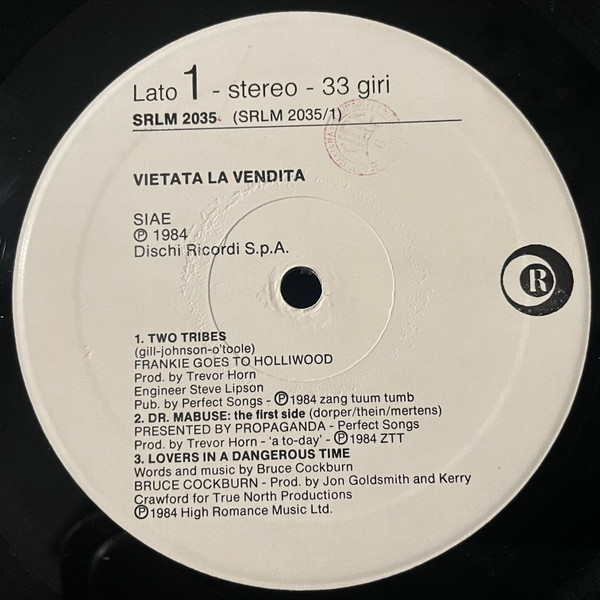 Lato 1 - stereo - 33 giri
SRLM 2035 (SRLM 2035/1)
VIETATA LA VENDITA
SIAE
℗ 1984
Dischi Ricordi S.p.A.
R
1. TWO TRIBES
(gill-johnson-o'toole)
FRANKIE GOES TO HOLLIWOOD
Prod. by Trevor Horn
Engineer Steve Lipson
Pub. by Perfect Songs - ℗ 1984 zang tuum tumb
2. DR. MABUSE: the first side (dorper/thein/mertens)
PRESENTED BY PROPAGANDA - Perfect Songs
Prod. by Trevor Horn - 'a to-day' - ℗ 1984 ZTT
3. LOVERS IN A DANGEROUS TIME
Words and music by Bruce Cockburn
BRUCE COCKBURN - Prod. by Jon Goldsmith and Kerry
Crawford for True North Productions
℗ 1984 High Romance Music Ltd.